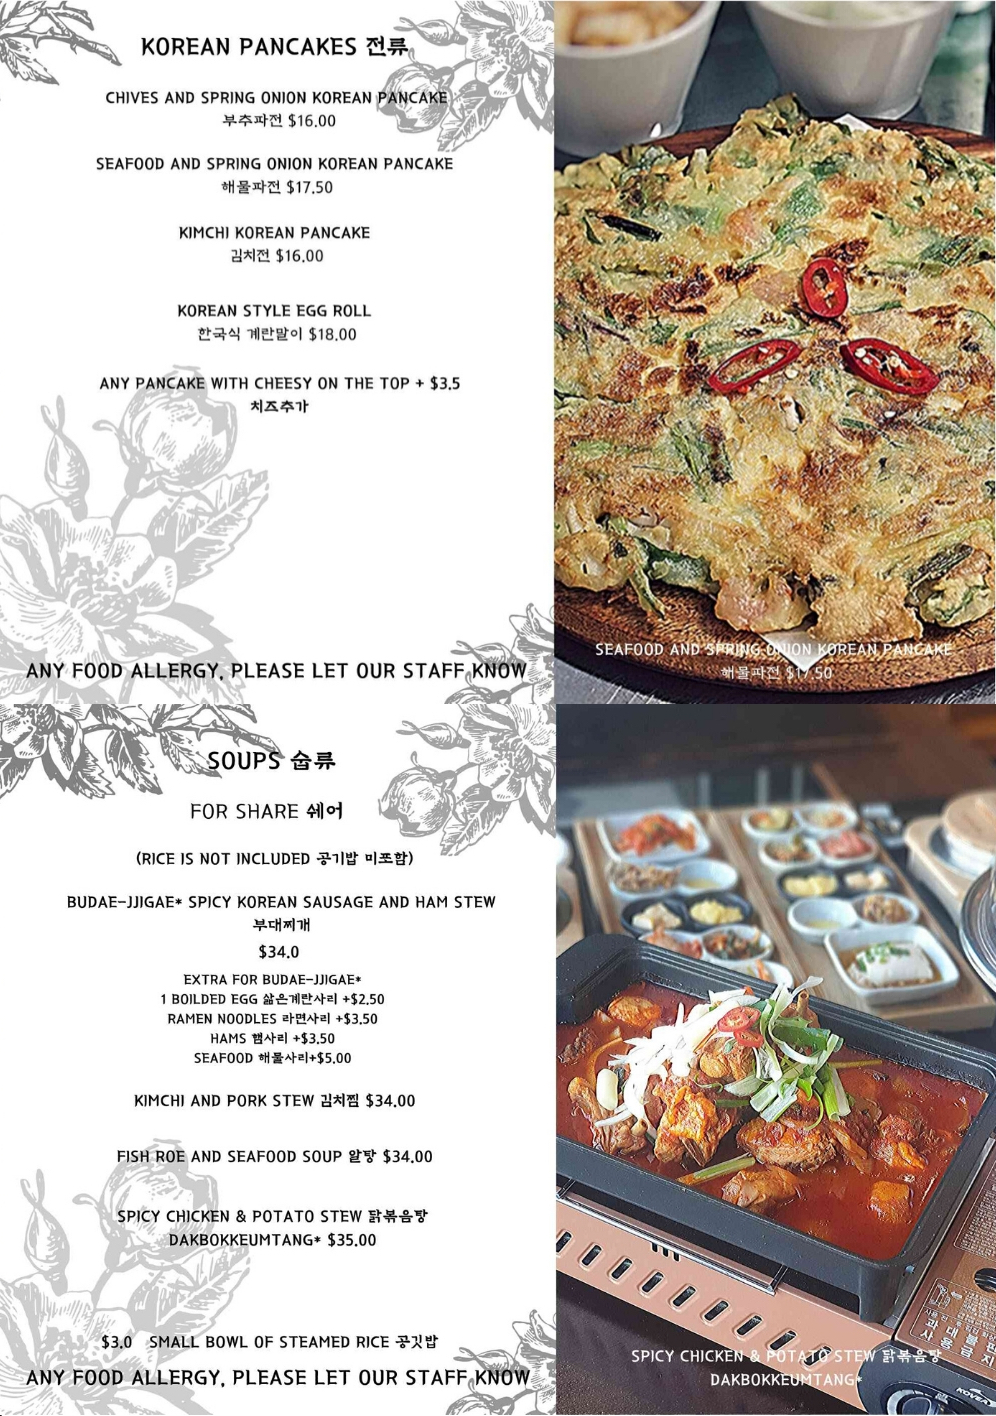 KOREAN PANCAKES 전류
CHIVES AND SPRING ONION KOREAN PANCAKE
부추파전 $16.00
SEAFOOD AND SPRING ONION KOREAN PANCAKE
해물파전 $17.50
KIMCHI KOREAN PANCAKE
김치전 $16.00
KOREAN STYLE EGG ROLL
한국식 계란말이 $18.00
ANY PANCAKE WITH CHEESY ON THE TOP + $3.5
치즈추가
ANY FOOD ALLERGY, PLEASE LET OUR STAFF KNOW
SEAFOOD AND SPRING ONION KOREAN PANCAKE
해물파전 $17.50
SOUPS 숩류
FOR SHARE 쉐어
(RICE IS NOT INCLUDED 공기밥 미포함)
BUDAE-JJIGAE* SPICY KOREAN SAUSAGE AND HAM STEW
부대찌개
$34.0
EXTRA FOR BUDAE-JJIGAE*
1 BOILDED EGG 삶은계란사리 +$2.50
RAMEN NOODLES 라면사리 +$3.50
HAMS 햄사리 +$3.50
SEAFOOD 해물사리+$5.00
KIMCHI AND PORK STEW 김치찜 $34.00
FISH ROE AND SEAFOOD SOUP 알탕 $34.00
SPICY CHICKEN & POTATO STEW 닭볶음탕
DAKBOKKEUMTANG* $35.00
$3.0 SMALL BOWL OF STEAMED RICE 공깃밥
ANY FOOD ALLERGY, PLEASE LET OUR STAFF KNOW
SPICY CHICKEN & POTATO STEW 닭볶음탕
DAKBOKKEUMTANG*
KOVEA